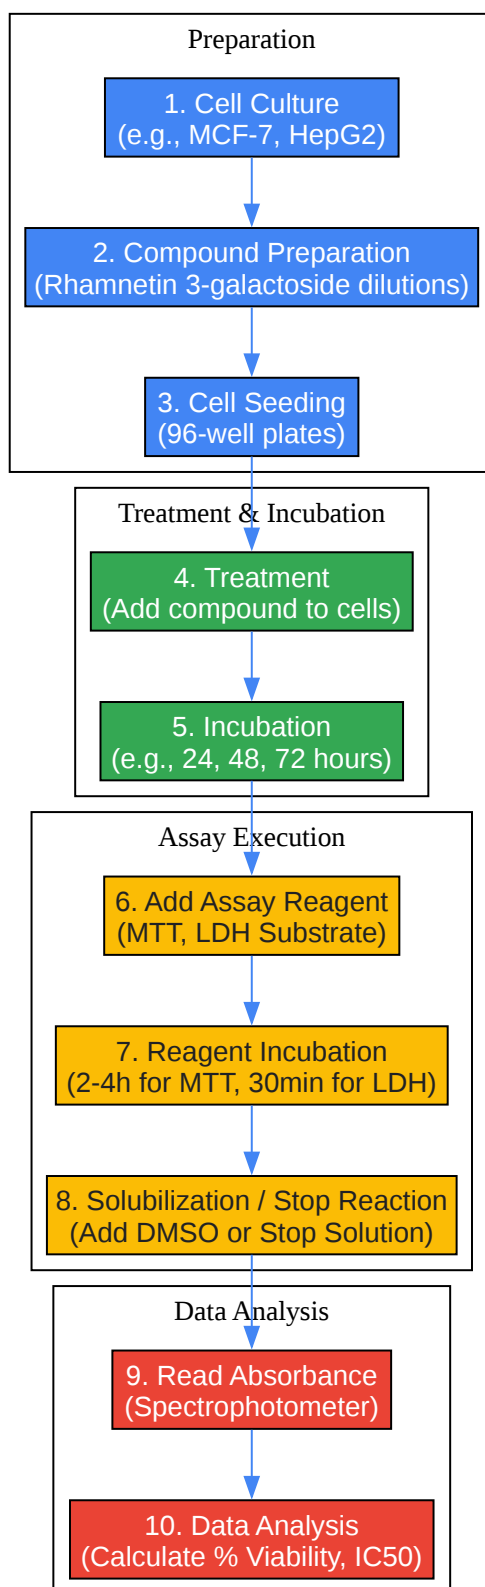 Preparation
1. Cell Culture
(e.g., MCF-7, HepG2)
2. Compound Preparation
(Rhamnetin 3-galactoside dilutions)
3. Cell Seeding
(96-well plates)
Treatment & Incubation
4. Treatment
(Add compound to cells)
5. Incubation
(e.g., 24, 48, 72 hours)
Assay Execution
6. Add Assay Reagent
(MTT, LDH Substrate)
7. Reagent Incubation
(2-4h for MTT, 30min for LDH)
8. Solubilization / Stop Reaction
(Add DMSO or Stop Solution)
Data Analysis
9. Read Absorbance
(Spectrophotometer)
10. Data Analysis
(Calculate % Viability, IC50)